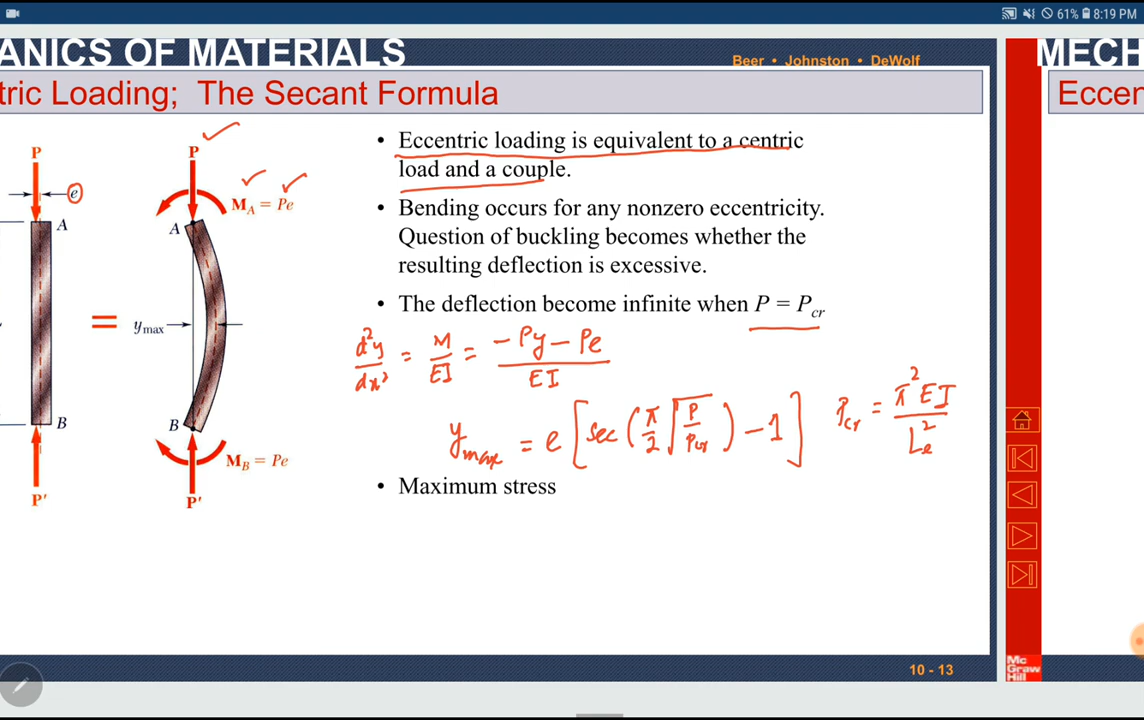 61% 8:19 PM
ANICS OF MATERIALS
MECH
Beer • Johnston • DeWolf
tric Loading; The Secant Formula
Eccen
P
e
A
B
P'
=
P
M_A = Pe
A
y_max
B
M_B = Pe
P'
• Eccentric loading is equivalent to a centric
load and a couple.
• Bending occurs for any nonzero eccentricity.
Question of buckling becomes whether the
resulting deflection is excessive.
• The deflection become infinite when P = P_cr
d²y/dx² = M/EI = (-Py - Pe)/EI
y_max = e[sec(π/2 √(P/Pcr)) - 1]
P_cr = π²EI/L_e²
• Maximum stress
10 - 13
Mc
Graw
Hill